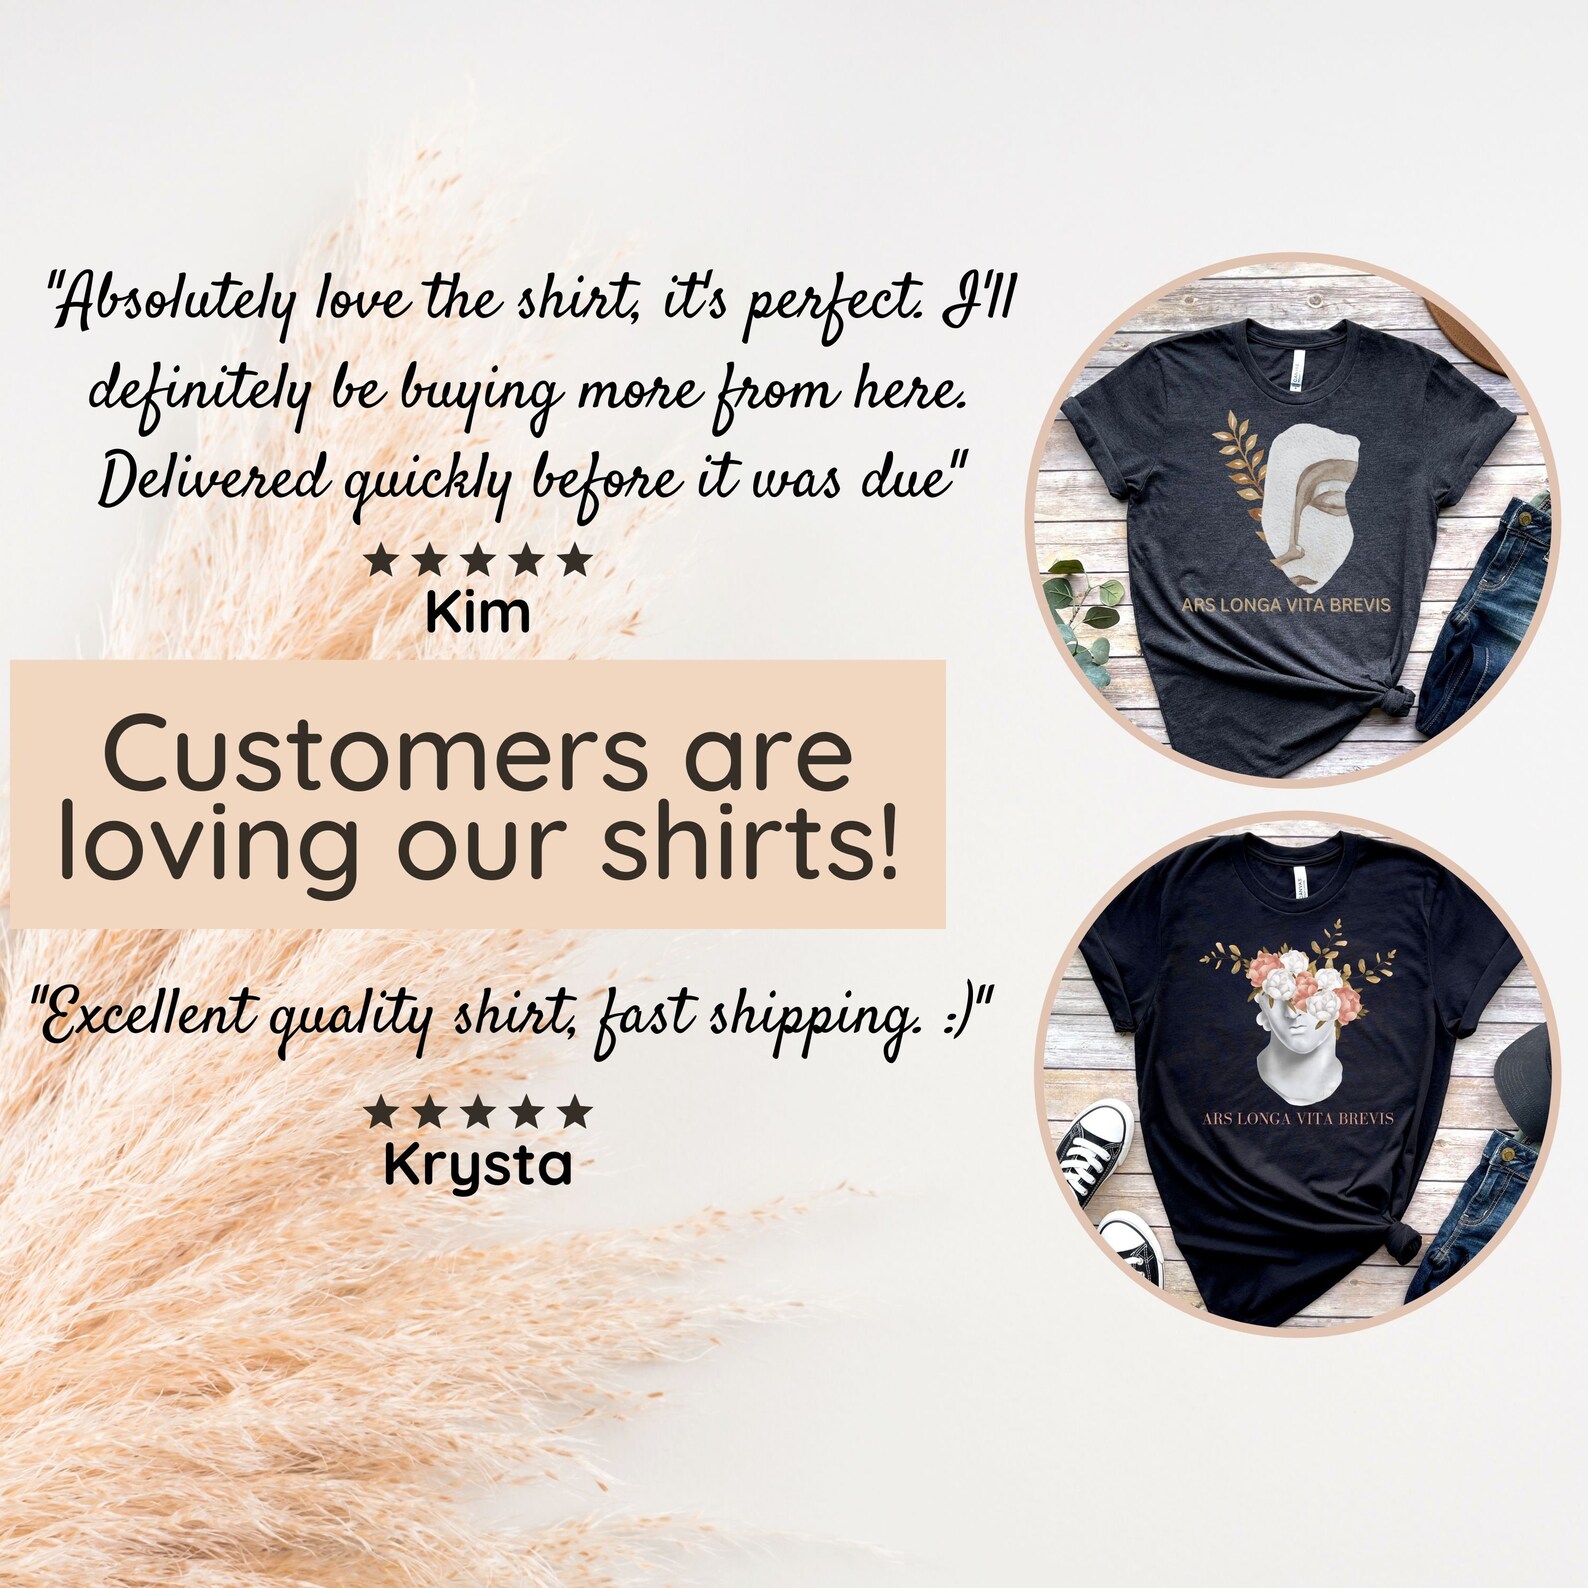 "Absolutely love the shirt, it's perfect. I'll
definitely be buying more from here.
Delivered quickly before it was due"
Kim
Customers are
loving our shirts!
"Excellent quality shirt, fast shipping. :)"
Krysta
ARS LONGA VITA BREVIS
CANVAS
ARS LONGA VITA BREVIS